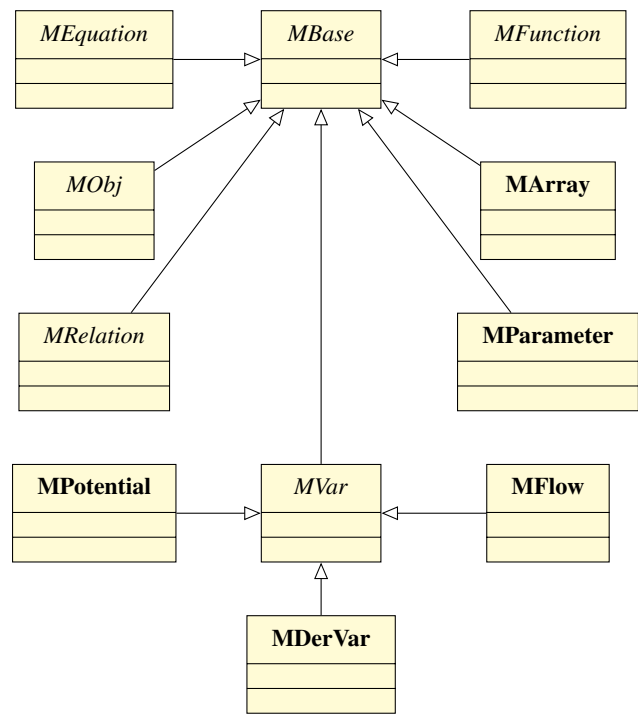 MEquation
MBase
MFunction
MObj
MArray
MRelation
MParameter
MPotential
MVar
MFlow
MDerVar